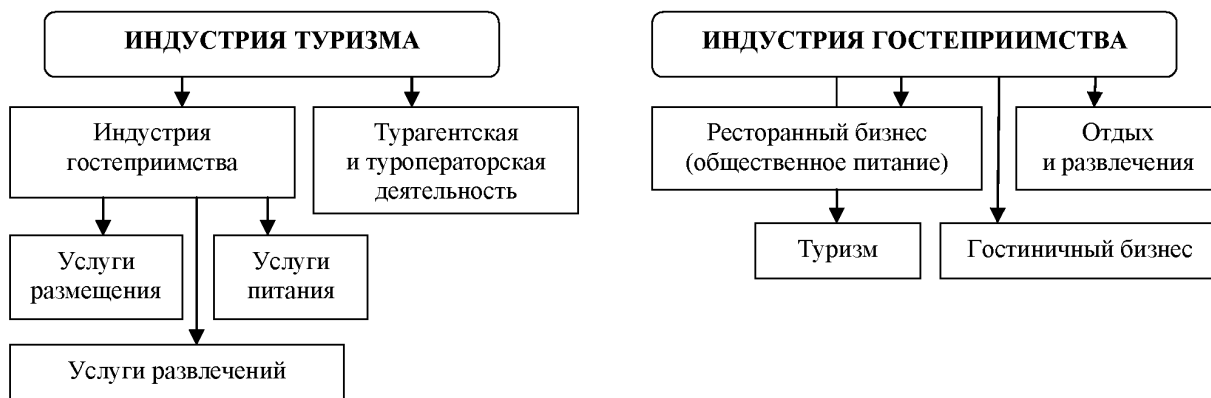 ИНДУСТРИЯ ТУРИЗМА
Индустрия
гостеприимства
Турагентская
и туроператорская
деятельность
Услуги
размещения
Услуги
питания
Услуги развлечений
ИНДУСТРИЯ ГОСТЕПРИИМСТВА
Ресторанный бизнес
(общественное питание)
Отдых
и развлечения
Туризм
Гостиничный бизнес